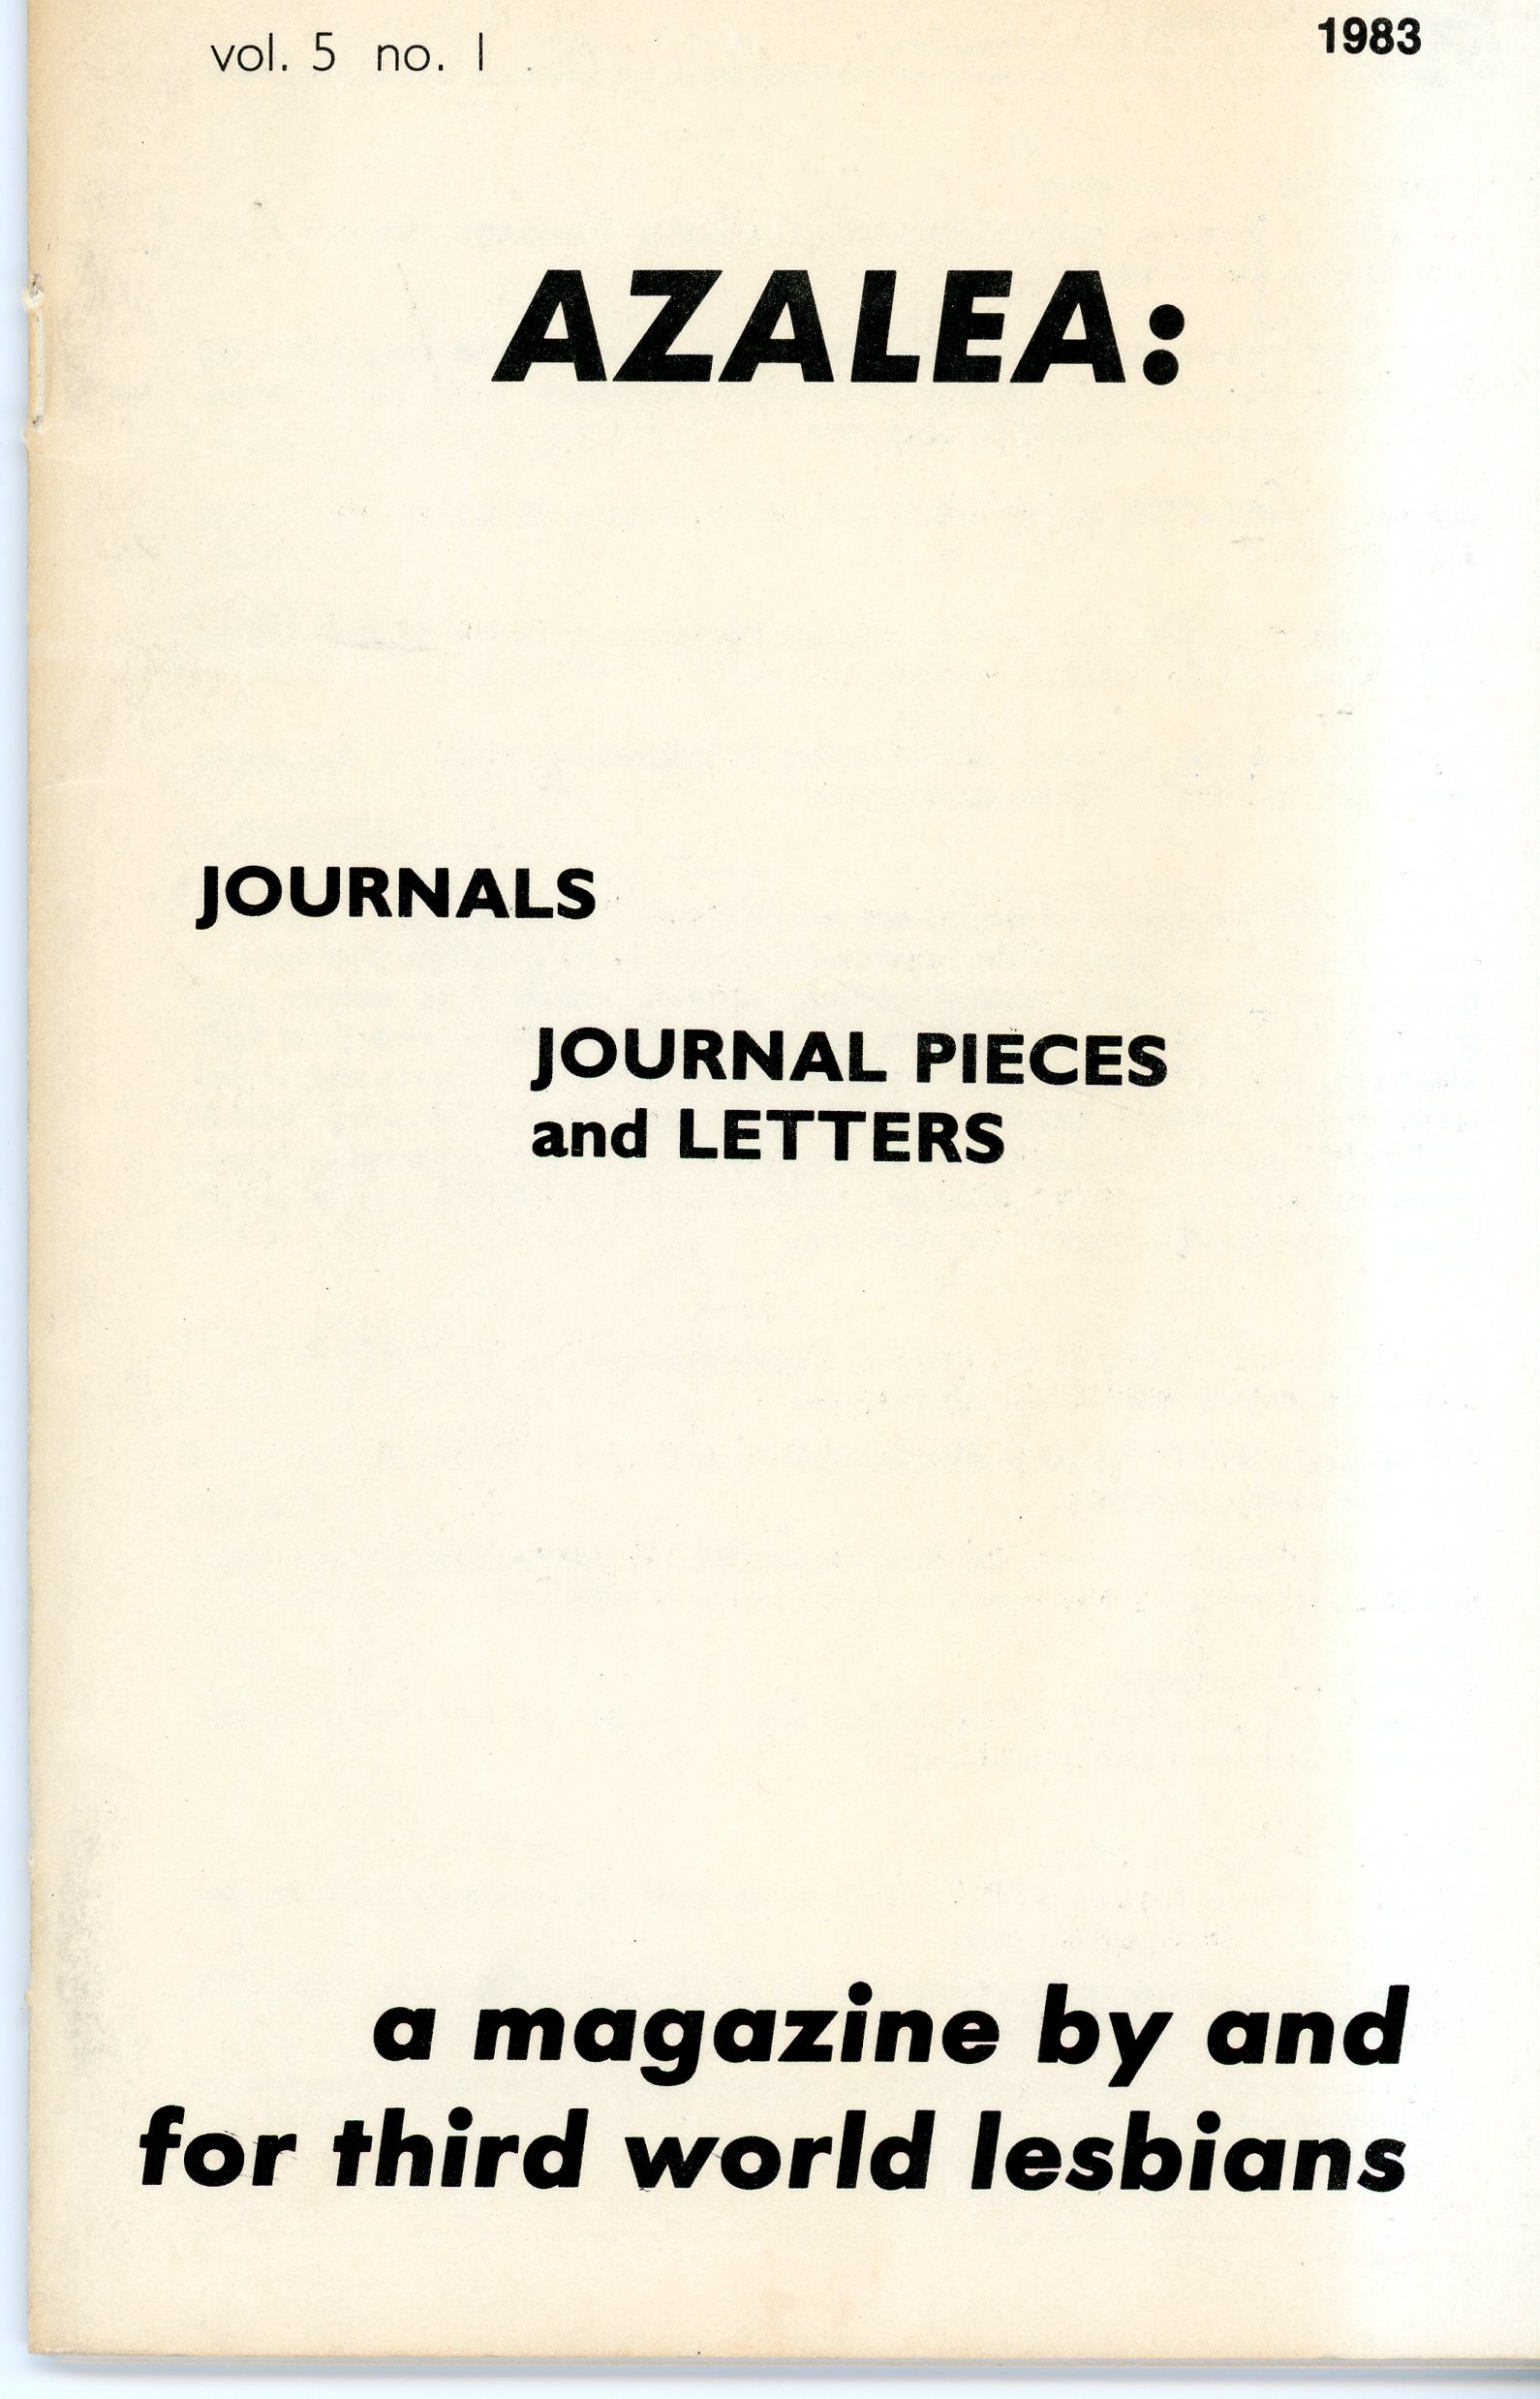 vol. 5 no. 1
1983
AZALEA:
JOURNALS
JOURNAL PIECES
and LETTERS
a magazine by and
for third world lesbians